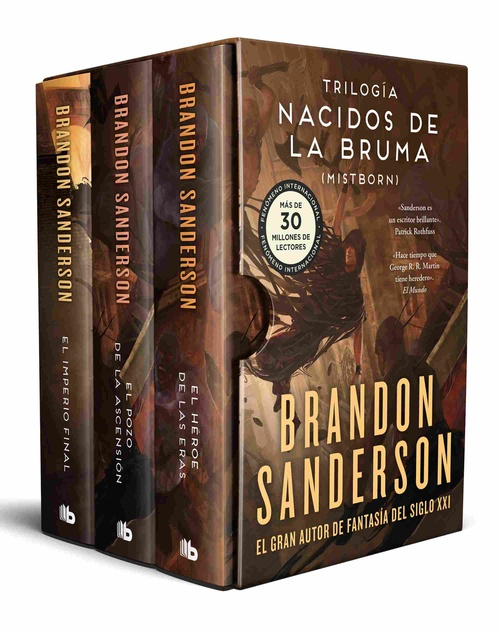 BRANDON SANDERSON
EL IMPERIO FINAL
b
BRANDON SANDERSON
EL POZO
DE LA ASCENSIÓN
b
BRANDON SANDERSON
EL HÉROE
DE LAS ERAS
b
TRILOGÍA
NACIDOS DE
LA BRUMA
(MISTBORN)
FENÓMENO INTERNACIONAL
MÁS DE
30
MILLONES DE
LECTORES
FENÓMENO INTERNACIONAL
«Sanderson es
un escritor brillante».
Patrick Rothfuss
«Hace tiempo que
George R. R. Martin
tiene heredero».
El Mundo
BRANDON
SANDERSON
EL GRAN AUTOR DE FANTASÍA DEL SIGLO XXI